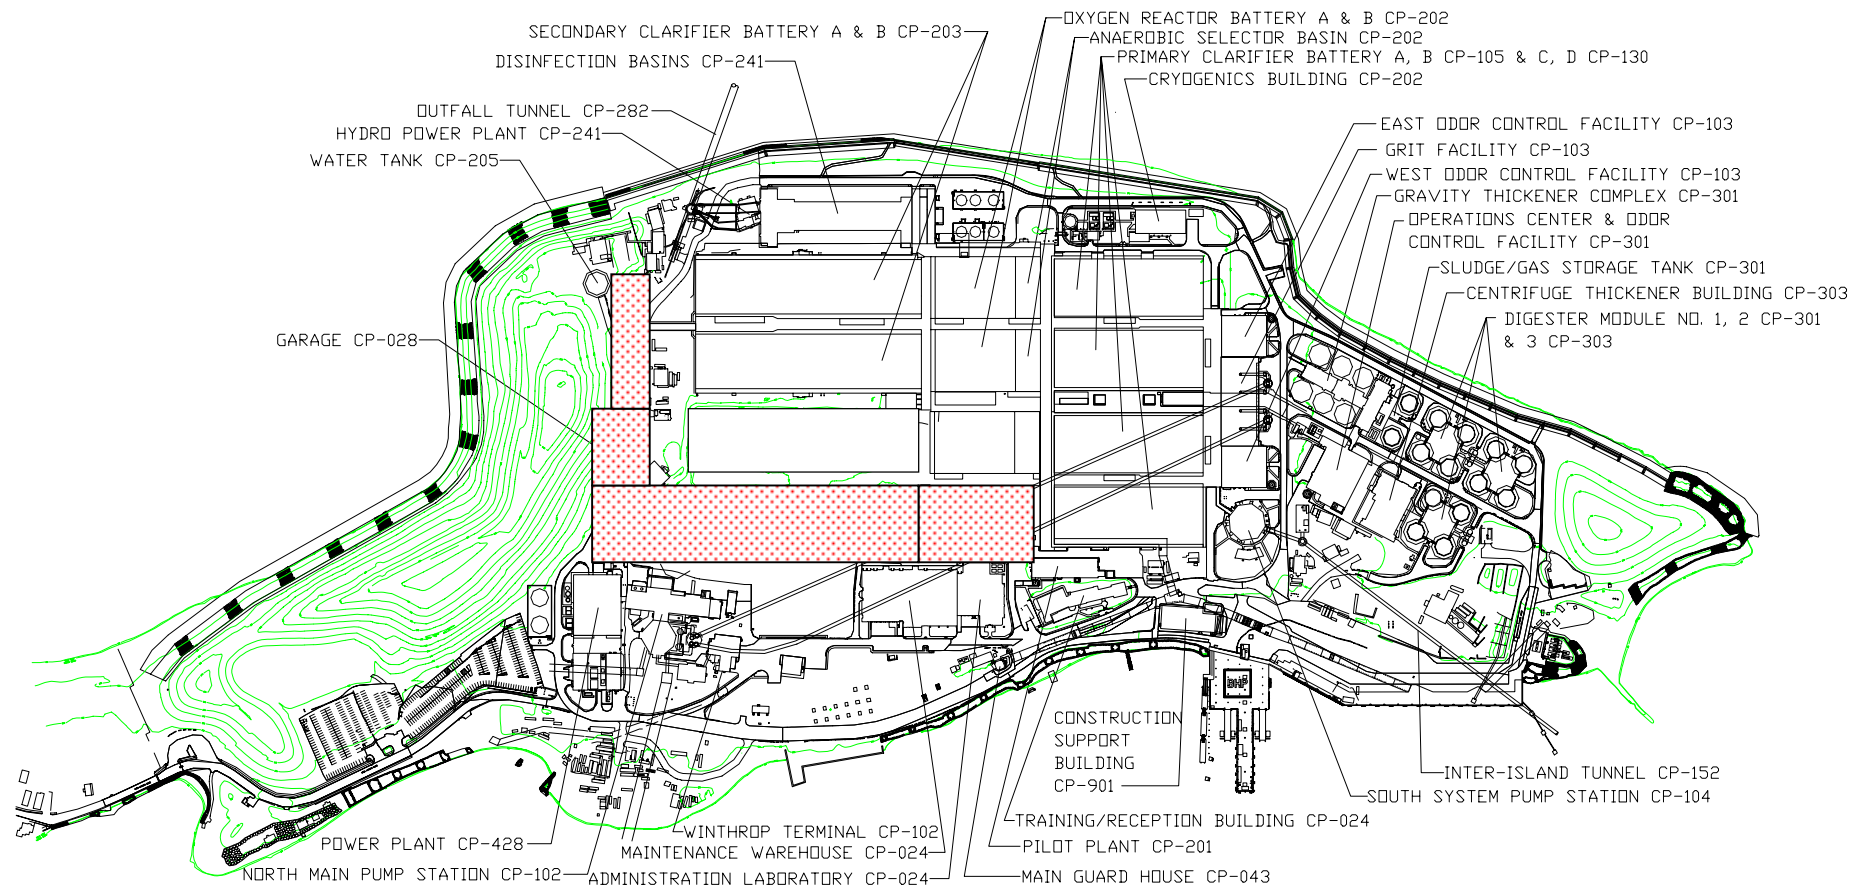 SECONDARY CLARIFIER BATTERY A & B CP-203
DISINFECTION BASINS CP-241
OUTFALL TUNNEL CP-282
HYDRO POWER PLANT CP-241
WATER TANK CP-205
GARAGE CP-028
OXYGEN REACTOR BATTERY A & B CP-202
ANAEROBIC SELECTOR BASIN CP-202
PRIMARY CLARIFIER BATTERY A, B CP-105 & C, D CP-130
CRYOGENICS BUILDING CP-202
EAST ODOR CONTROL FACILITY CP-103
GRIT FACILITY CP-103
WEST ODOR CONTROL FACILITY CP-103
GRAVITY THICKENER COMPLEX CP-301
OPERATIONS CENTER & ODOR
CONTROL FACILITY CP-301
SLUDGE/GAS STORAGE TANK CP-301
CENTRIFUGE THICKENER BUILDING CP-303
DIGESTER MODULE NO. 1, 2 CP-301
& 3 CP-303
BHP
CONSTRUCTION
SUPPORT
BUILDING
CP-901
INTER-ISLAND TUNNEL CP-152
SOUTH SYSTEM PUMP STATION CP-104
TRAINING/RECEPTION BUILDING CP-024
PILOT PLANT CP-201
MAIN GUARD HOUSE CP-043
WINTHROP TERMINAL CP-102
MAINTENANCE WAREHOUSE CP-024
ADMINISTRATION LABORATORY CP-024
POWER PLANT CP-428
NORTH MAIN PUMP STATION CP-102